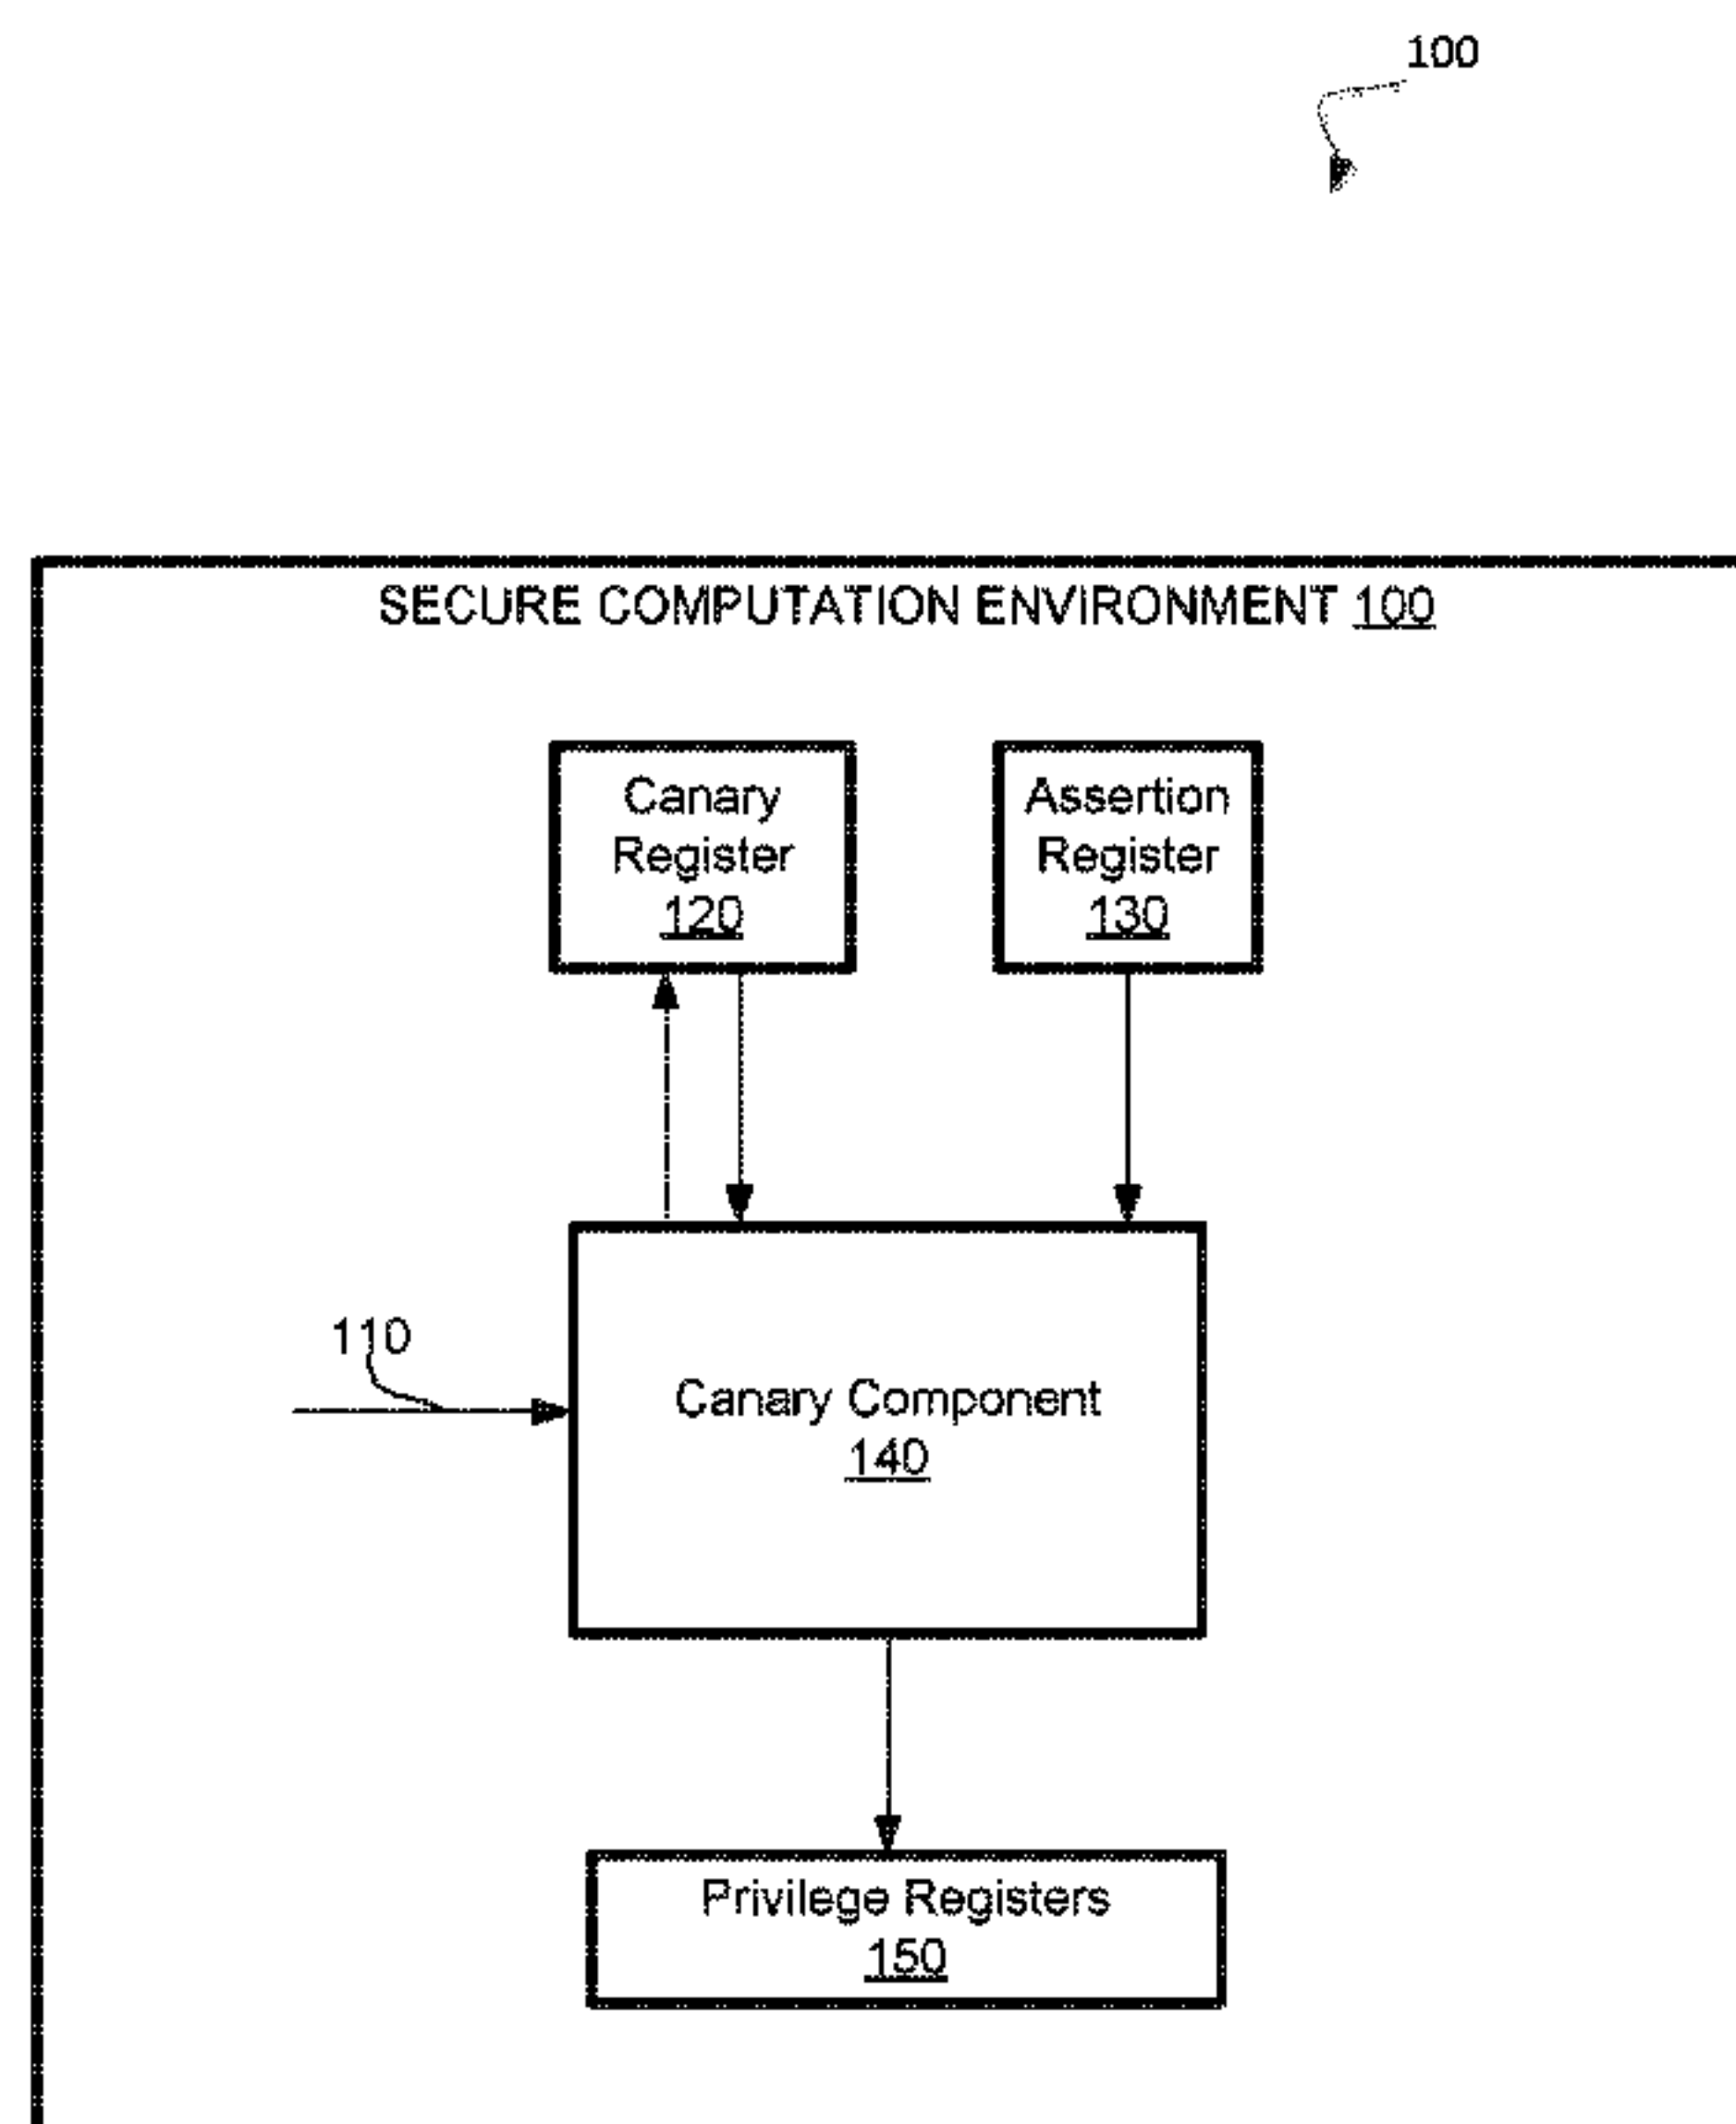 100
SECURE COMPUTATION ENVIRONMENT 100
Canary
Register
120
Assertion
Register
130
110
Canary Component
140
Privilege Registers
150